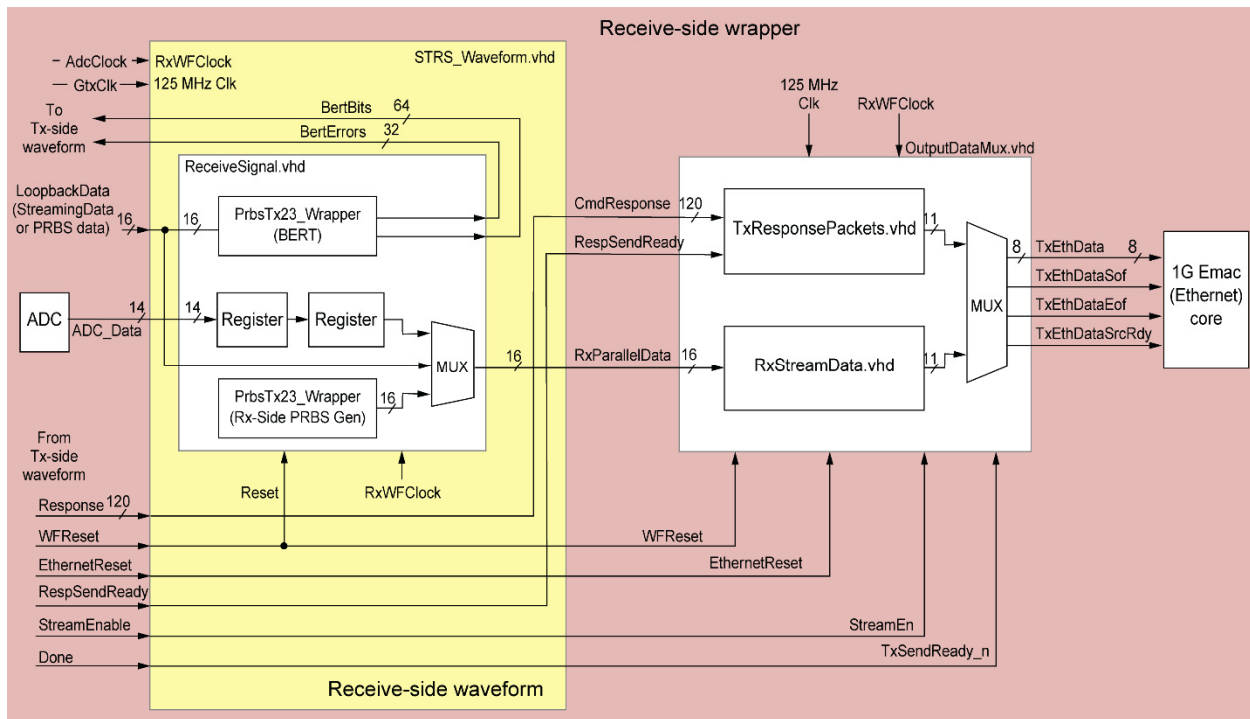 Receive-side wrapper
AdcClock
GtxClk
RxWFClock
125 MHz Clk
STRS_Waveform.vhd
To
Tx-side
waveform
BertBits
64
BertErrors
32
125 MHz
Clk
RxWFClock
ReceiveSignal.vhd
OutputDataMux.vhd
LoopbackData
(StreamingData
or PRBS data)
16
16
PrbsTx23_Wrapper
(BERT)
CmdResponse
120
RespSendReady
TxResponsePackets.vhd
11
MUX
8
TxEthData
8
TxEthDataSof
TxEthDataEof
TxEthDataSrcRdy
1G Emac
(Ethernet)
core
ADC
14
ADC_Data
14
Register
Register
MUX
16
RxParallelData
16
RxStreamData.vhd
11
PrbsTx23_Wrapper
(Rx-Side PRBS Gen)
16
From
Tx-side
waveform
Reset
RxWFClock
Response
120
WFReset
WFReset
EthernetReset
EthernetReset
RespSendReady
StreamEnable
StreamEn
Done
TxSendReady_n
Receive-side waveform